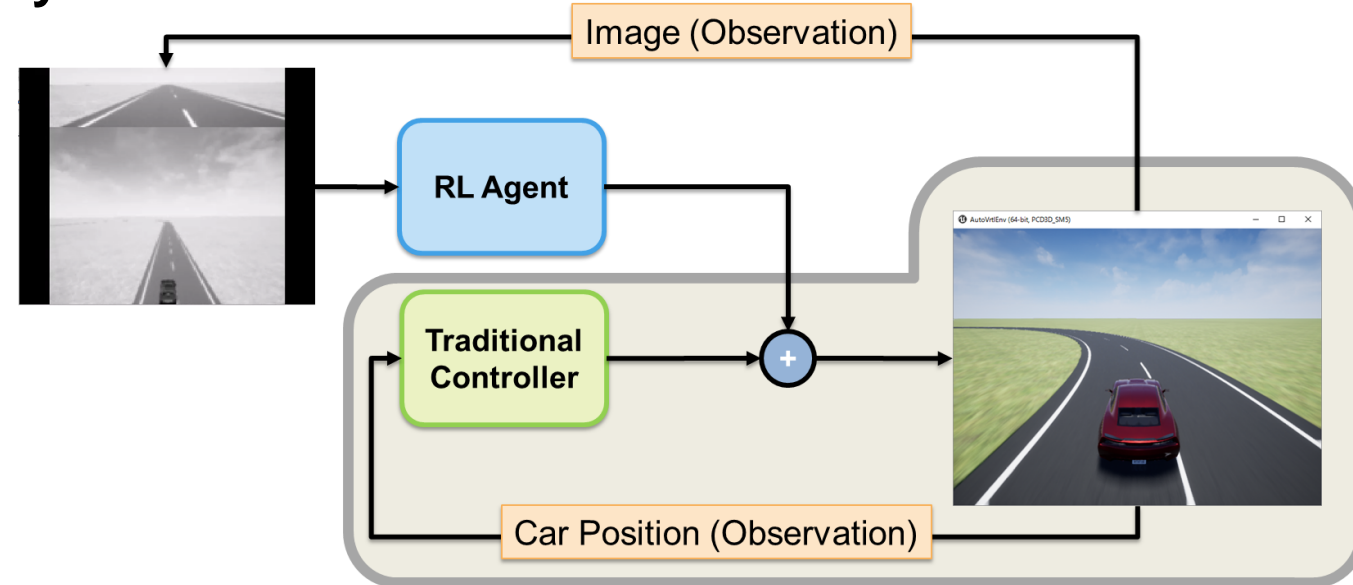 Image (Observation)
RL Agent
AutoVrtlEnv (64-bit, PCD3D_SM5)
Traditional
Controller
+
Car Position (Observation)